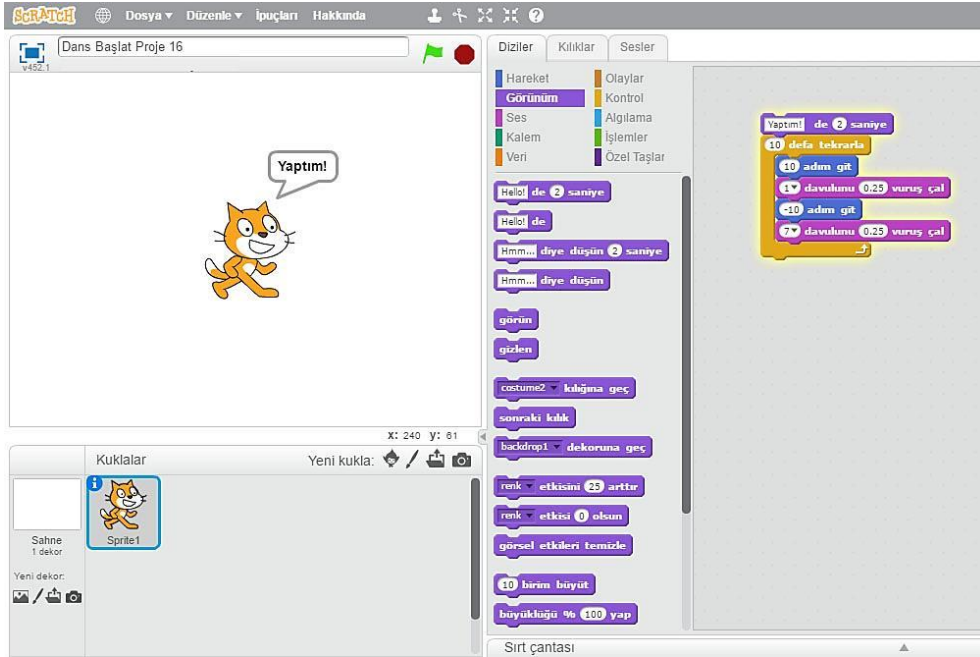 SCRATCH Dosya Düzenle İpuçları Hakkında
v452.1
Dans Başlat Proje 16
Yaptım!
x: 240 y: 61
Kuklalar
Yeni kukla:
Sahne
1 dekor
Yeni dekor:
Sprite1
Diziler Kılıklar Sesler
Hareket Olaylar
Görünüm Kontrol
Ses Algılama
Kalem İşlemler
Veri Özel Taşlar
Hello! de 2 saniye
Hello! de
Hmm... diye düşün 2 saniye
Hmm... diye düşün
görün
gizlen
costume2 kılığına geç
sonraki kılık
backdrop1 dekoruna geç
renk etkisini 25 arttır
renk etkisi 0 olsun
görsel etkileri temizle
10 birim büyüt
büyüklüğü % 100 yap
Yaptım! de 2 saniye
10 defa tekrarla
10 adım git
1 davulunu 0.25 vuruş çal
-10 adım git
7 davulunu 0.25 vuruş çal
Sırt çantası